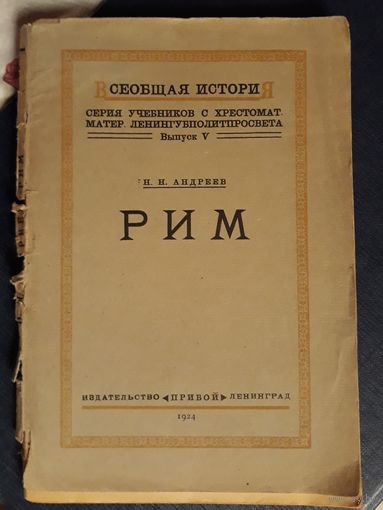 ВСЕОБЩАЯ ИСТОРИЯ
СЕРИЯ УЧЕБНИКОВ С ХРЕСТОМАТ.
МАТЕР. ЛЕНИНГУБПОЛИТПРОСВЕТА
Выпуск V
Н. Н. АНДРЕЕВ
РИМ
ИЗДАТЕЛЬСТВО «ПРИБОЙ» ЛЕНИНГРАД
1924